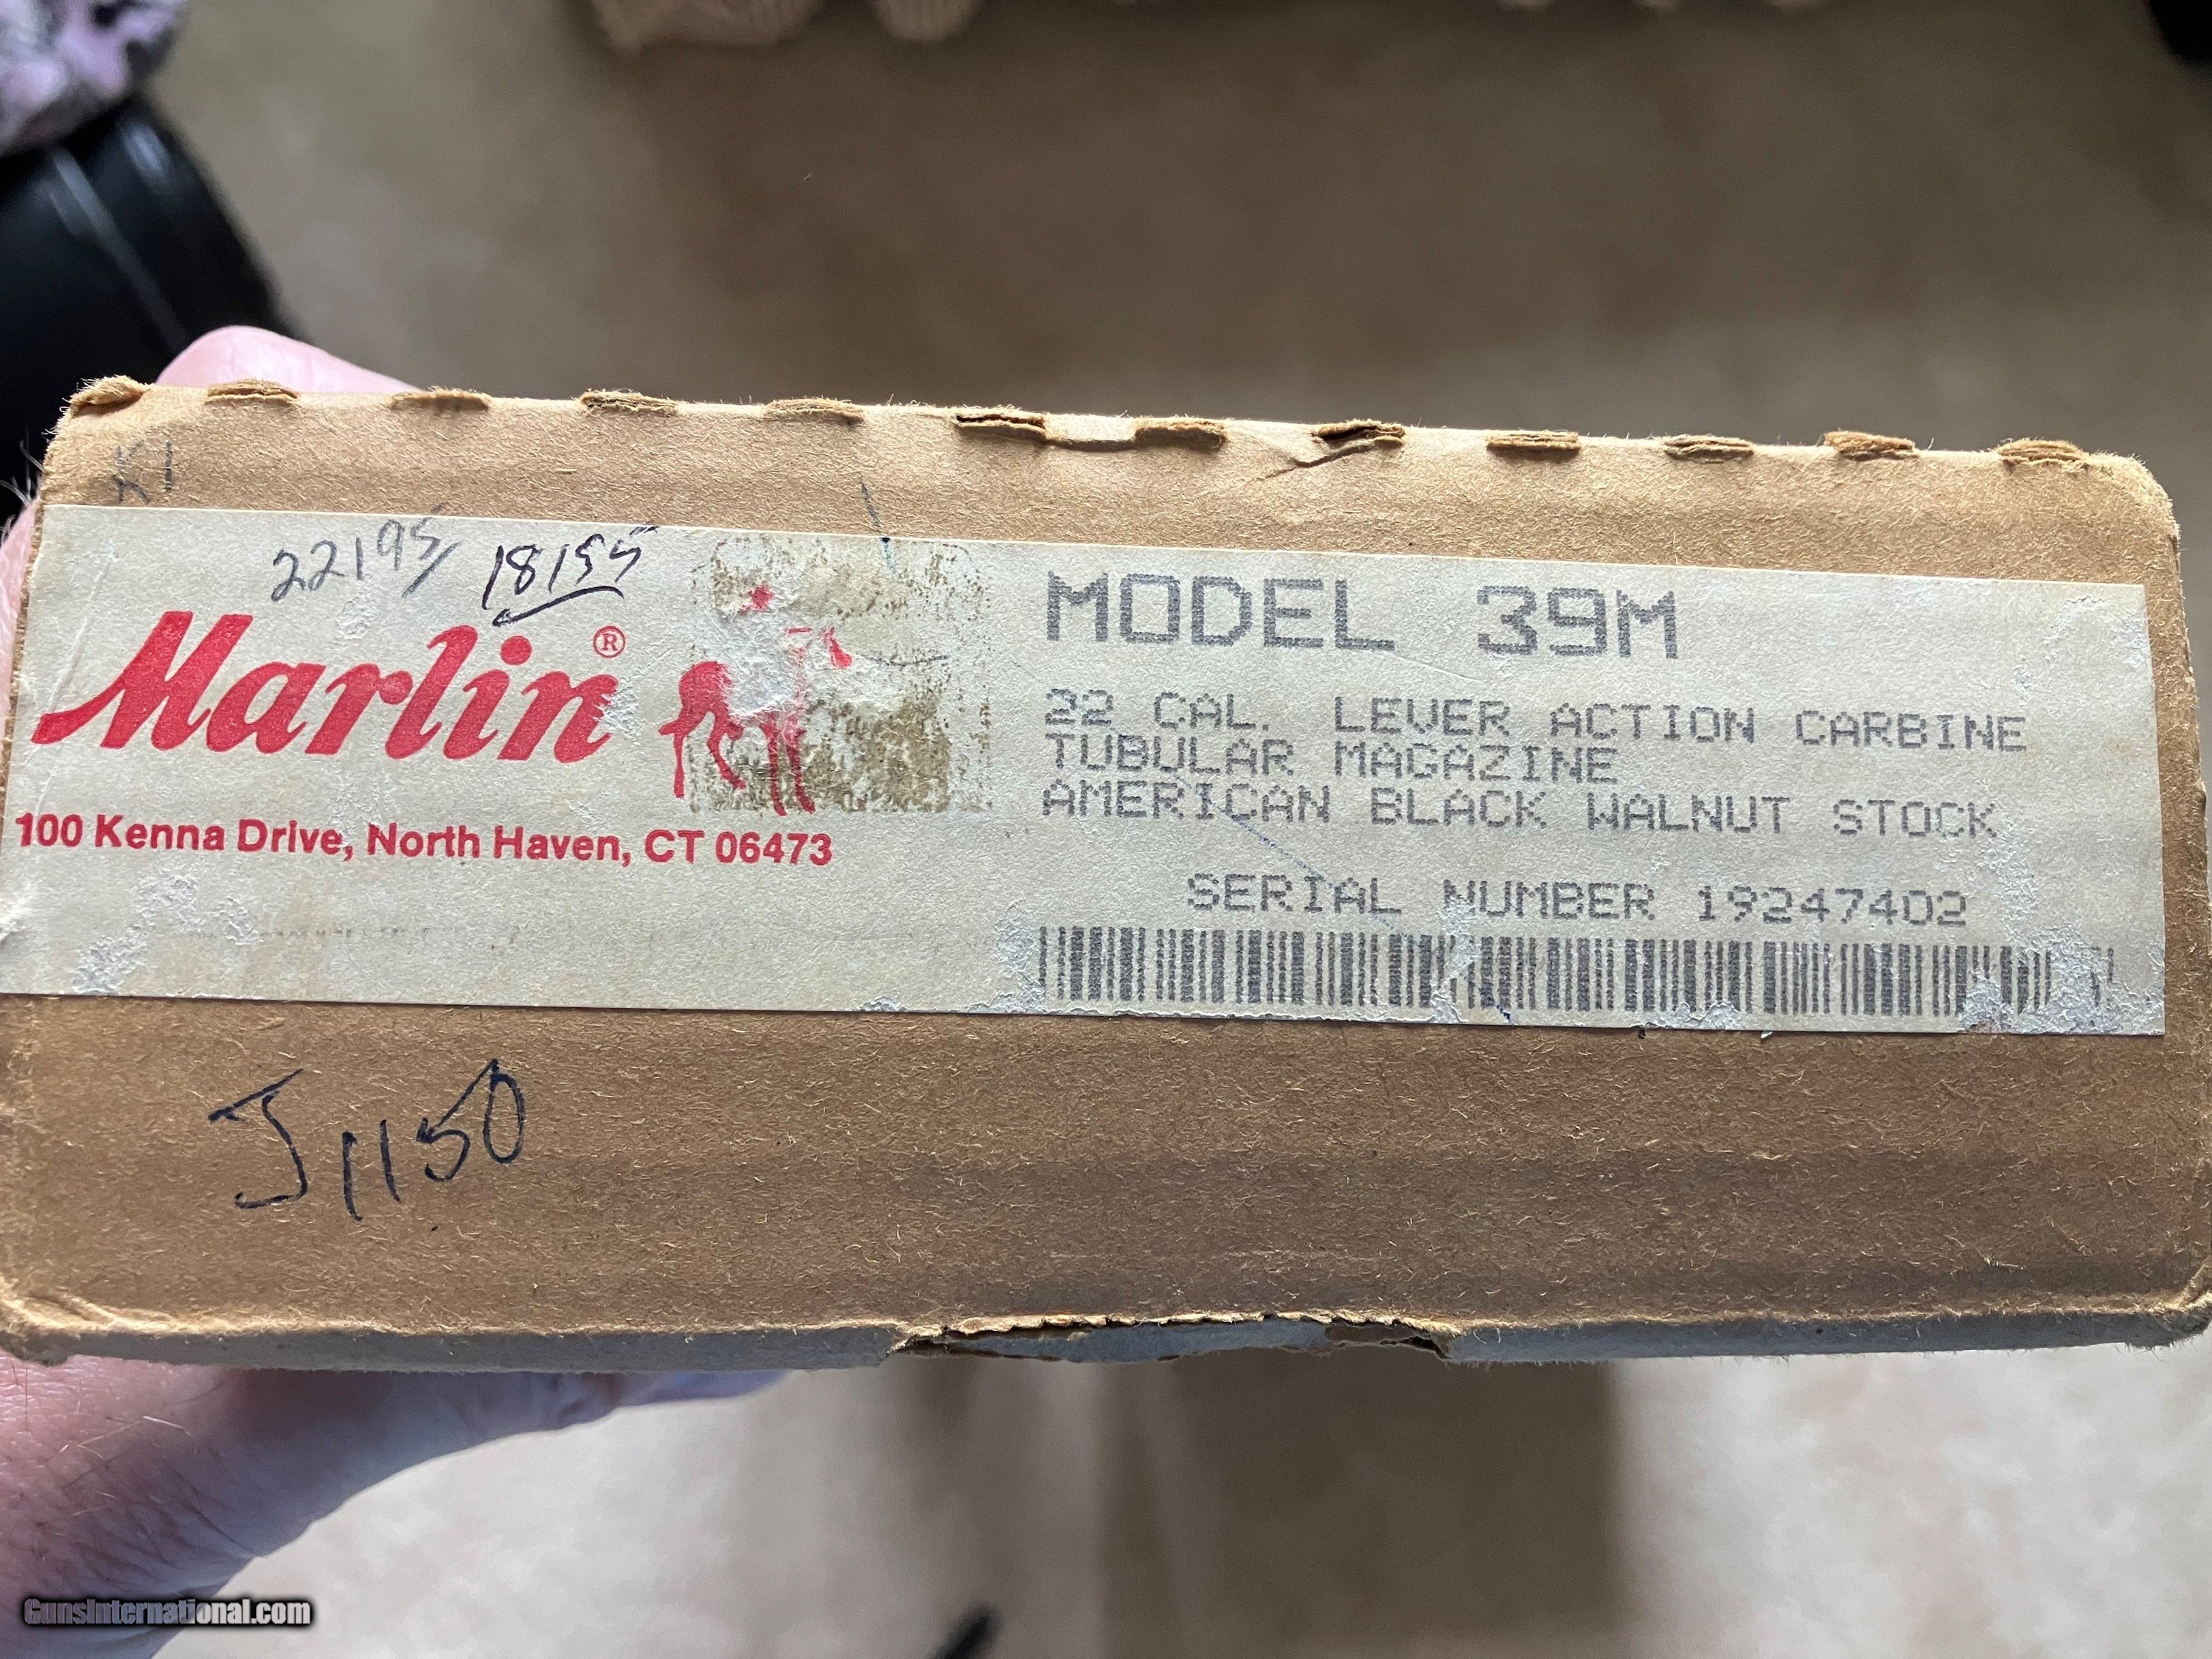 22195 18195
Marlin®
100 Kenna Drive, North Haven, CT 06473
MODEL 39M
22 CAL. LEVER ACTION CARBINE
TUBULAR MAGAZINE
AMERICAN BLACK WALNUT STOCK
SERIAL NUMBER 19247402
J1150
GunsInternational.com